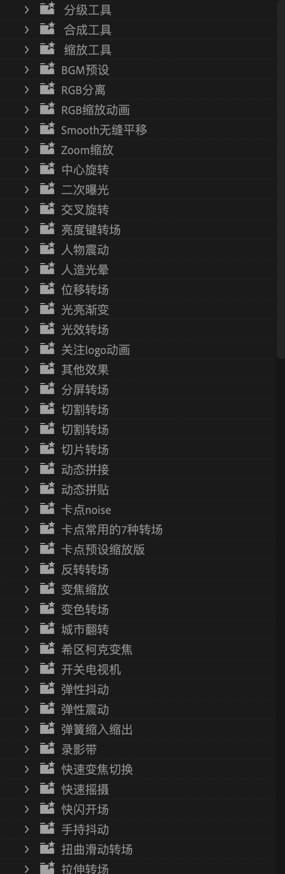 分级工具
合成工具
缩放工具
BGM预设
RGB分离
RGB缩放动画
Smooth无缝平移
Zoom缩放
中心旋转
二次曝光
交叉旋转
亮度键转场
人物震动
人造光晕
位移转场
光亮渐变
光效转场
关注logo动画
其他效果
分屏转场
切割转场
切割转场
切片转场
动态拼接
动态拼贴
卡点noise
卡点常用的7种转场
卡点预设缩放版
反转转场
变焦缩放
变色转场
城市翻转
希区柯克变焦
开关电视机
弹性抖动
弹性震动
弹簧缩入缩出
录影带
快速变焦切换
快速摇摄
快闪开场
手持抖动
扭曲滑动转场
拉伸转场